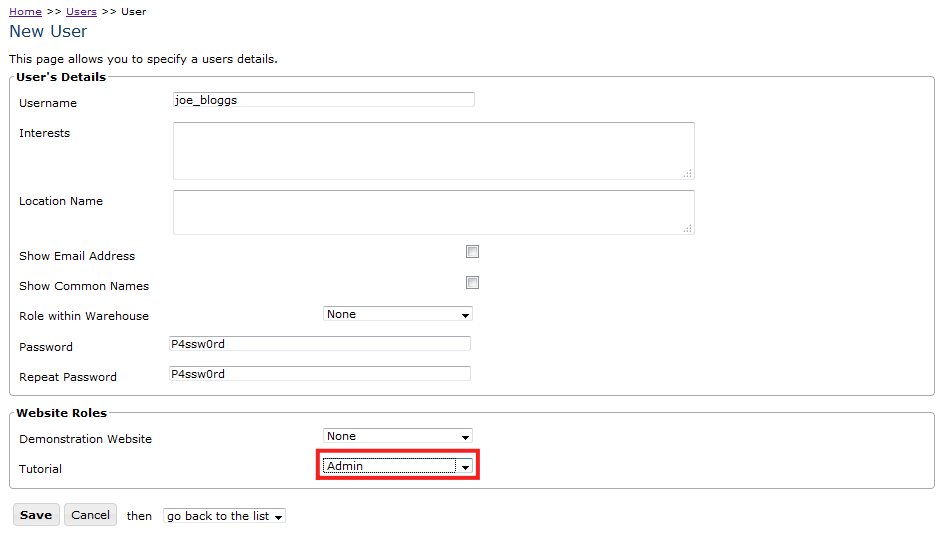 Home >> Users >> User
New User
This page allows you to specify a users details.
User's Details
Username joe_bloggs
Interests
Location Name
Show Email Address
Show Common Names
Role within Warehouse None
Password P4ssw0rd
Repeat Password P4ssw0rd
Website Roles
Demonstration Website None
Tutorial Admin
Save Cancel then go back to the list